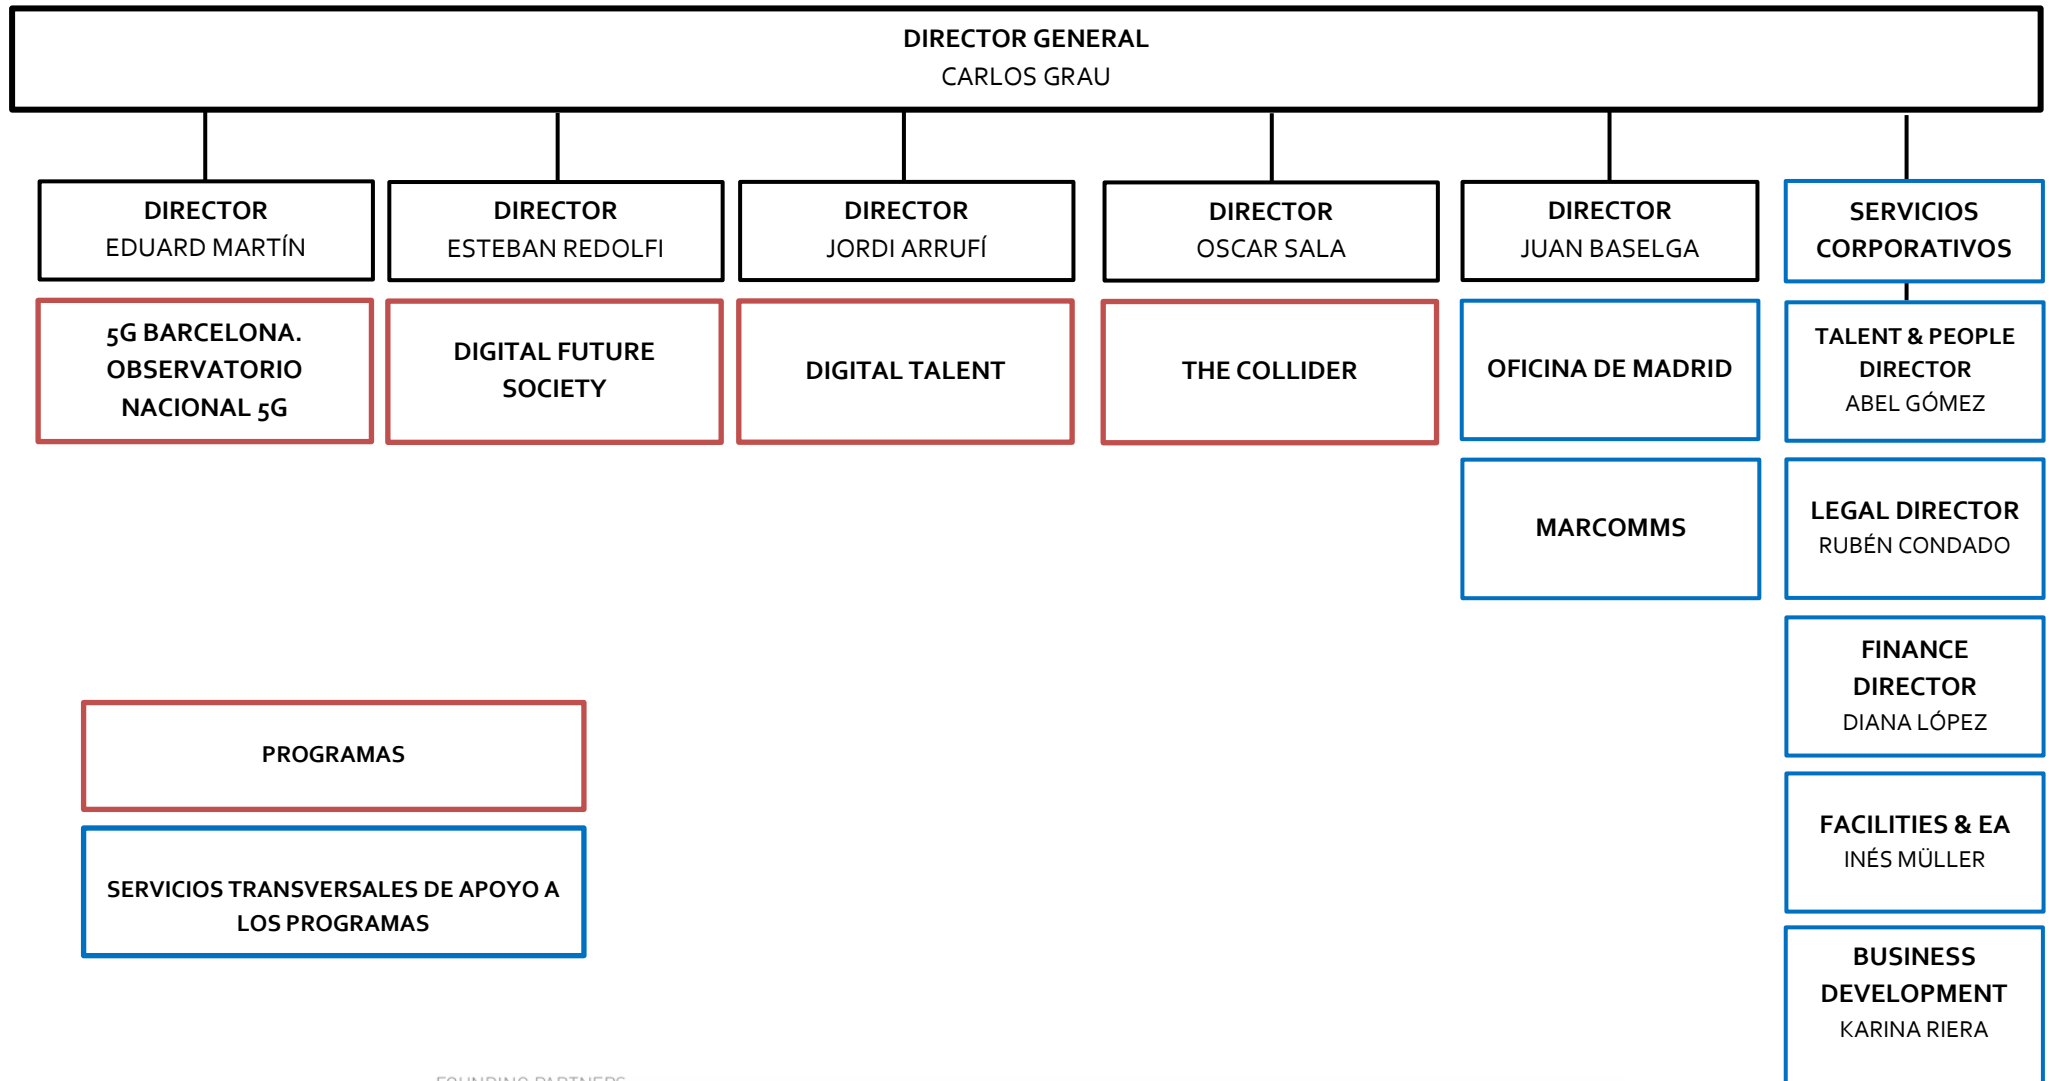 DIRECTOR GENERAL
CARLOS GRAU
DIRECTOR
EDUARD MARTÍN
DIRECTOR
ESTEBAN REDOLFI
DIRECTOR
JORDI ARRUFÍ
DIRECTOR
OSCAR SALA
DIRECTOR
JUAN BASELGA
SERVICIOS
CORPORATIVOS
5G BARCELONA.
OBSERVATORIO
NACIONAL 5G
DIGITAL FUTURE
SOCIETY
DIGITAL TALENT
THE COLLIDER
OFICINA DE MADRID
TALENT & PEOPLE
DIRECTOR
ABEL GÓMEZ
MARCOMMS
LEGAL DIRECTOR
RUBÉN CONDADO
FINANCE
DIRECTOR
DIANA LÓPEZ
PROGRAMAS
FACILITIES & EA
INÉS MÜLLER
SERVICIOS TRANSVERSALES DE APOYO A
LOS PROGRAMAS
BUSINESS
DEVELOPMENT
KARINA RIERA
FOUNDING PARTNERS